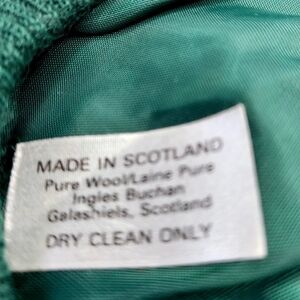 MADE IN SCOTLAND
Pure Wool/Laine Pure
Ingles Buchan
Galashiels, Scotland
DRY CLEAN ONLY